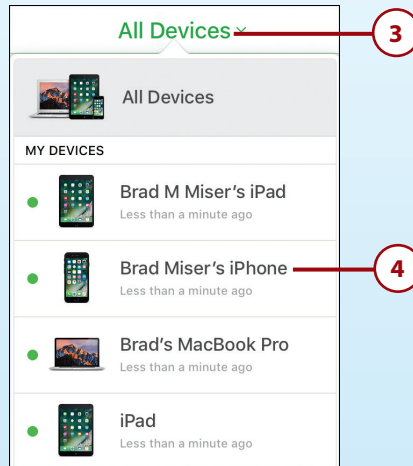 All Devices
3
All Devices
MY DEVICES
Brad M Miser's iPad
Less than a minute ago
Brad Miser's iPhone
4
Less than a minute ago
Brad's MacBook Pro
Less than a minute ago
iPad
Less than a minute ago